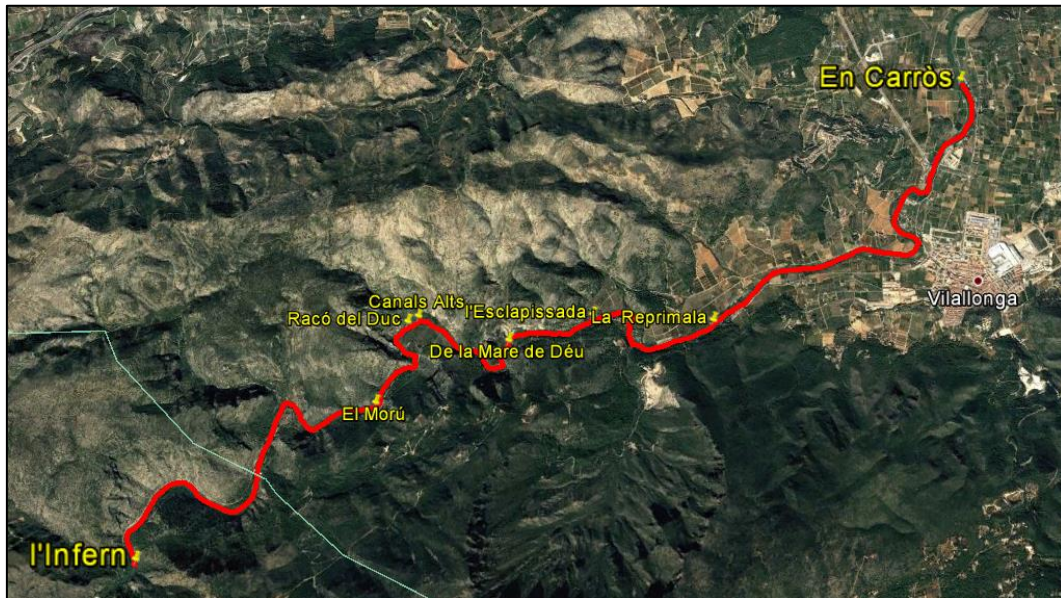 En Carròs
Vilallonga
Canals Alts
Racó del Duc
l'Esclapissada
La Reprimala
De la Mare de Déu
El Morú
l'Infern